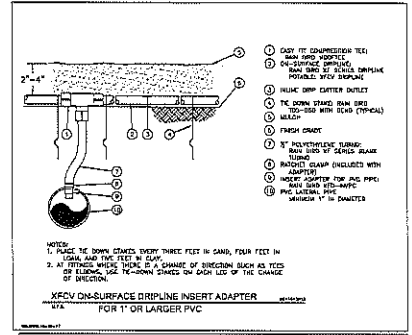 2"-4"
1 EASY FIT COMPRESSION TEE:
RAIN BIRD
2 ON-SURFACE DRIPLINE:
RAIN BIRD XF SERIES DRIPLINE
POTABLE: XFCV DRIPLINE
3 INLINE DRIP EMITTER OUTLET
4 TIE DOWN STAKE: RAIN BIRD
TDS-050 WITH BEND (TYPICAL)
5 MULCH
6 FINISH GRADE
7 POLYETHYLENE TUBING:
RAIN BIRD XF SERIES BLANK
TUBING
8 RATCHET CLAMP (INCLUDED WITH
ADAPTER)
9 INSERT ADAPTER FOR PVC PIPE:
RAIN BIRD
10 PVC LATERAL PIPE
MINIMUM 1" IN DIAMETER
NOTES:
1. PLACE TIE DOWN STAKES EVERY THREE FEET IN SAND, FOUR FEET IN
LOAM, AND FIVE FEET IN CLAY.
2. AT FITTINGS WHERE THERE IS A CHANGE OF DIRECTION SUCH AS TEES
OR ELBOWS, USE TIE-DOWN STAKES ON EACH LEG OF THE CHANGE
OF DIRECTION.
XFCV ON-SURFACE DRIPLINE INSERT ADAPTER
N.T.S.
FOR 1" OR LARGER PVC